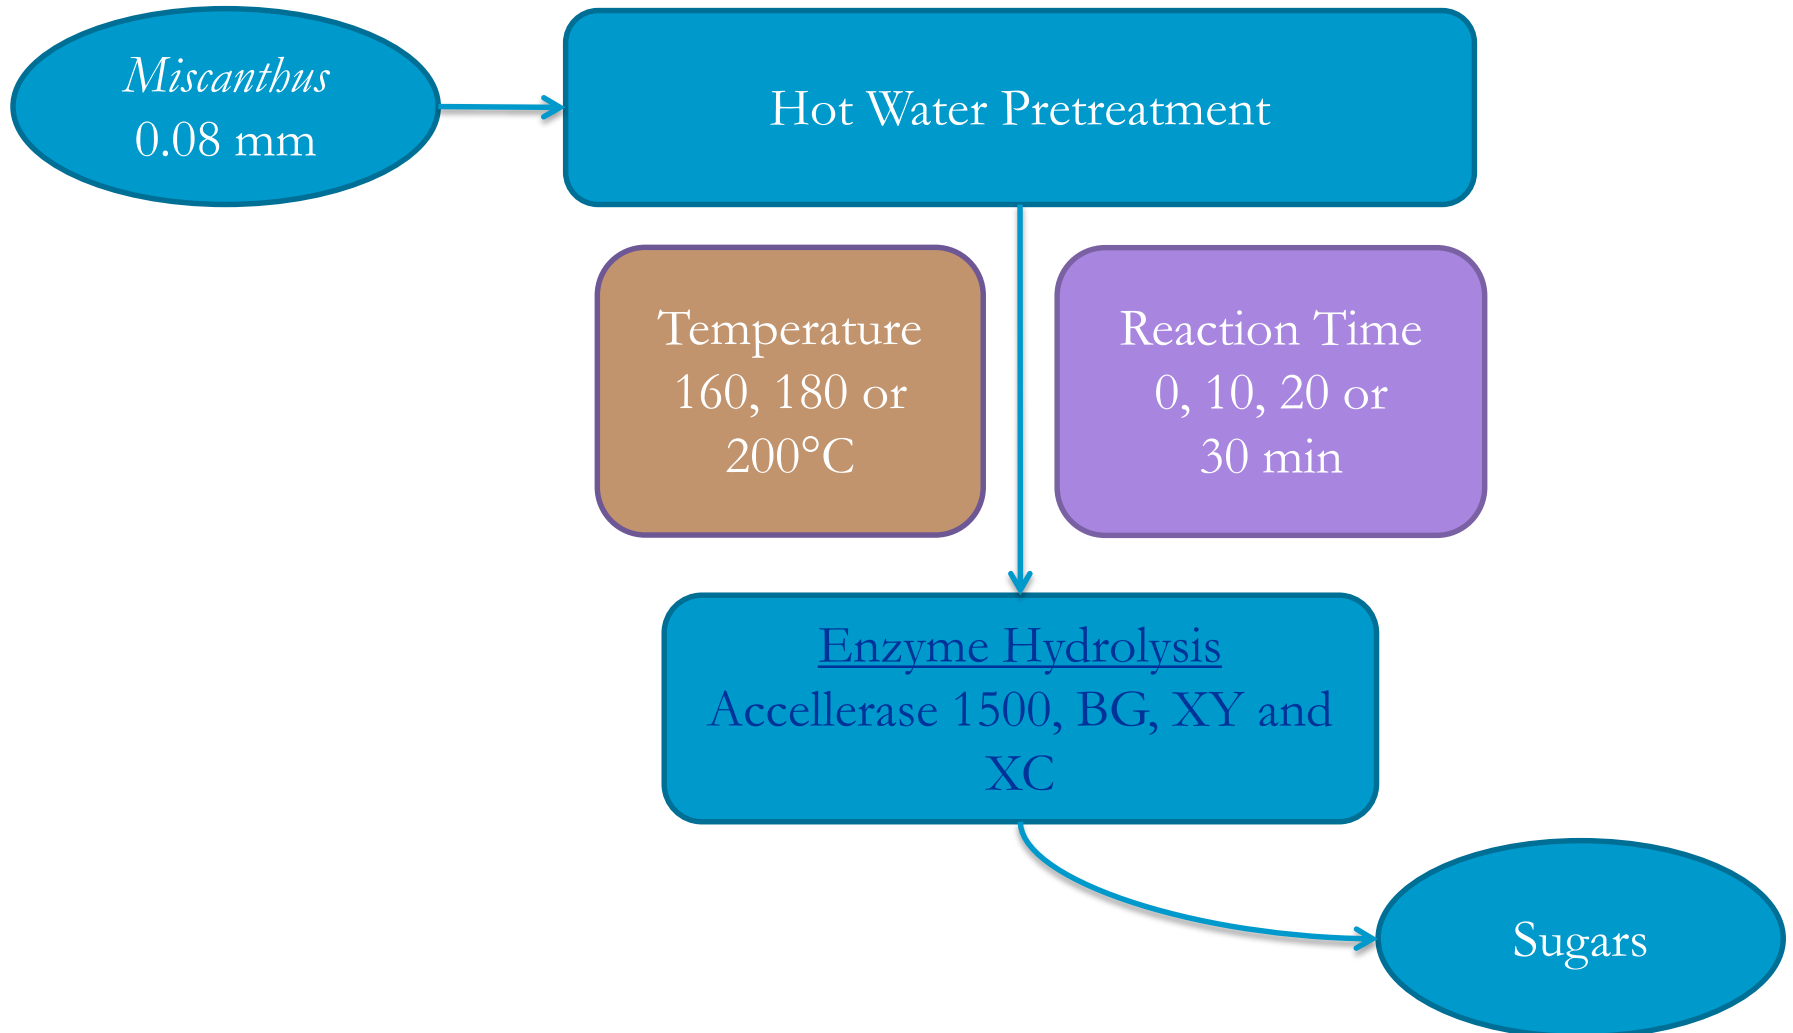 Miscanthus
0.08 mm
Hot Water Pretreatment
Temperature
160, 180 or
200°C
Reaction Time
0, 10, 20 or
30 min
Enzyme Hydrolysis
Accellerase 1500, BG, XY and
XC
Sugars